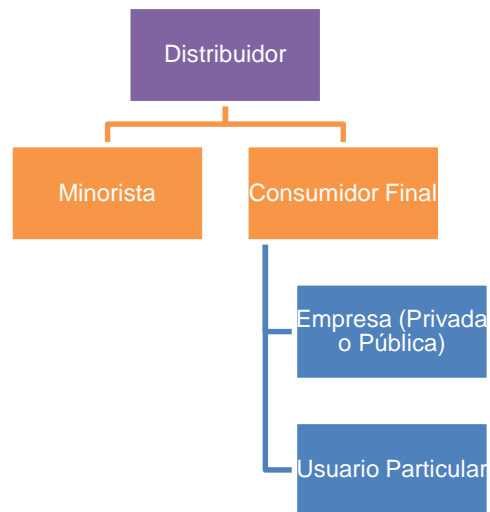 Distribuidor
Minorista
Consumidor Final
Empresa (Privada
o Pública)
Usuario Particular